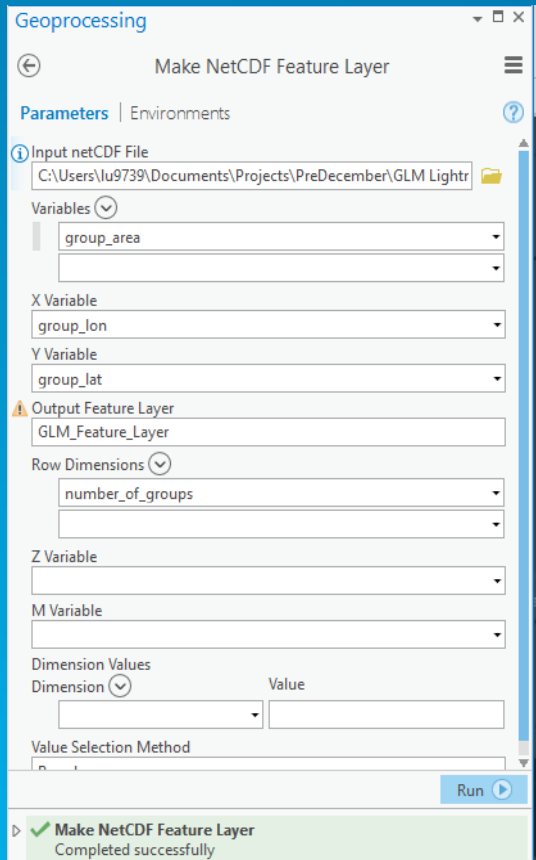 Geoprocessing
Make NetCDF Feature Layer
Parameters | Environments
Input netCDF File
C:\Users\lu9739\Documents\Projects\PreDecember\GLM Lightr
Variables
group_area
X Variable
group_lon
Y Variable
group_lat
Output Feature Layer
GLM_Feature_Layer
Row Dimensions
number_of_groups
Z Variable
M Variable
Dimension Values
Dimension Value
Value Selection Method
Run
Make NetCDF Feature Layer
Completed successfully